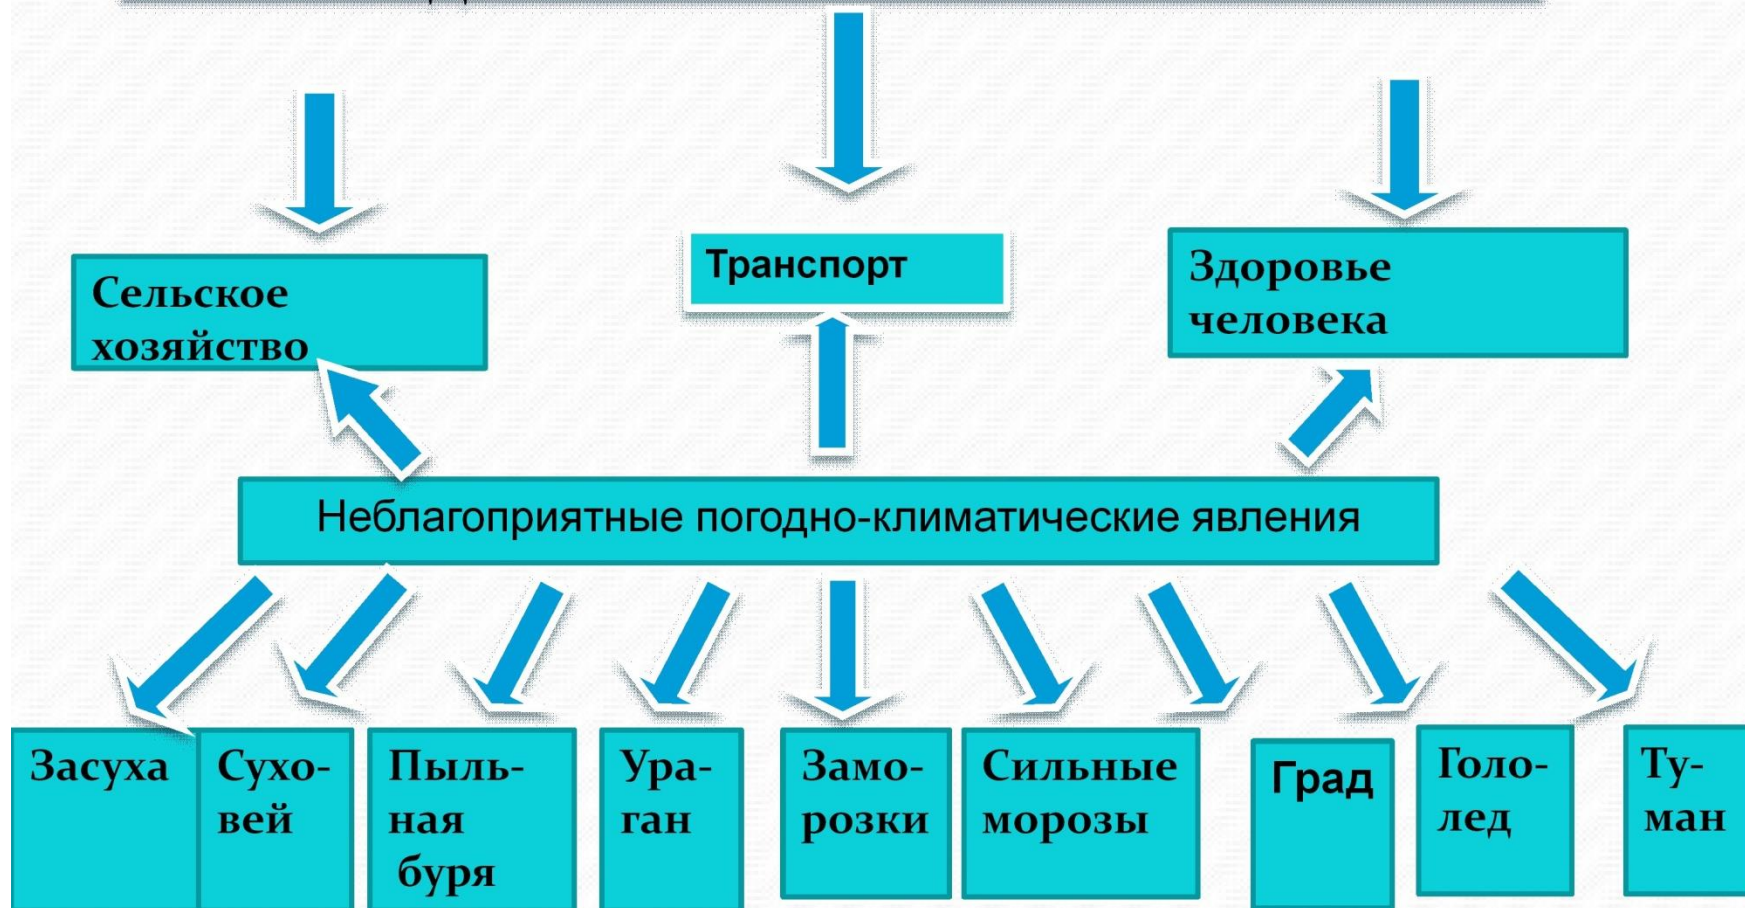 Сельское
хозяйство
Транспорт
Здоровье
человека
Неблагоприятные погодно-климатические явления
Засуха
Сухо-
вей
Пыль-
ная
буря
Ура-
ган
Замо-
розки
Сильные
морозы
Град
Голо-
лед
Ту-
ман